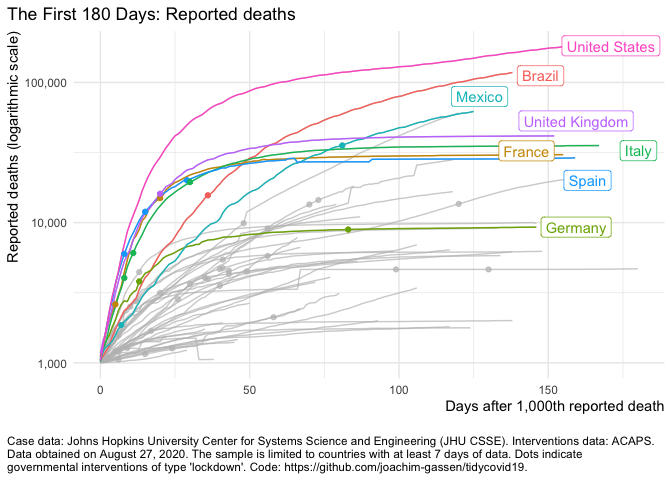 The First 180 Days: Reported deaths
Reported deaths (logarithmic scale)
100,000
10,000
1,000
United States
Brazil
Mexico
United Kingdom
France
Italy
Spain
Germany
0
50
100
150
Days after 1,000th reported death
Case data: Johns Hopkins University Center for Systems Science and Engineering (JHU CSSE). Interventions data: ACAPS.
Data obtained on August 27, 2020. The sample is limited to countries with at least 7 days of data. Dots indicate
governmental interventions of type 'lockdown'. Code: https://github.com/joachim-gassen/tidycovid19.